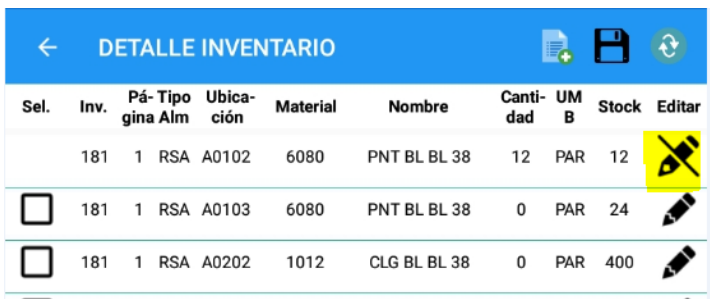 DETALLE INVENTARIO
Sel. Inv. Pá- Tipo Ubica- Material Nombre Canti- UM Stock Editar
gina Alm ción dad B
181 1 RSA A0102 6080 PNT BL BL 38 12 PAR 12
181 1 RSA A0103 6080 PNT BL BL 38 0 PAR 24
181 1 RSA A0202 1012 CLG BL BL 38 0 PAR 400